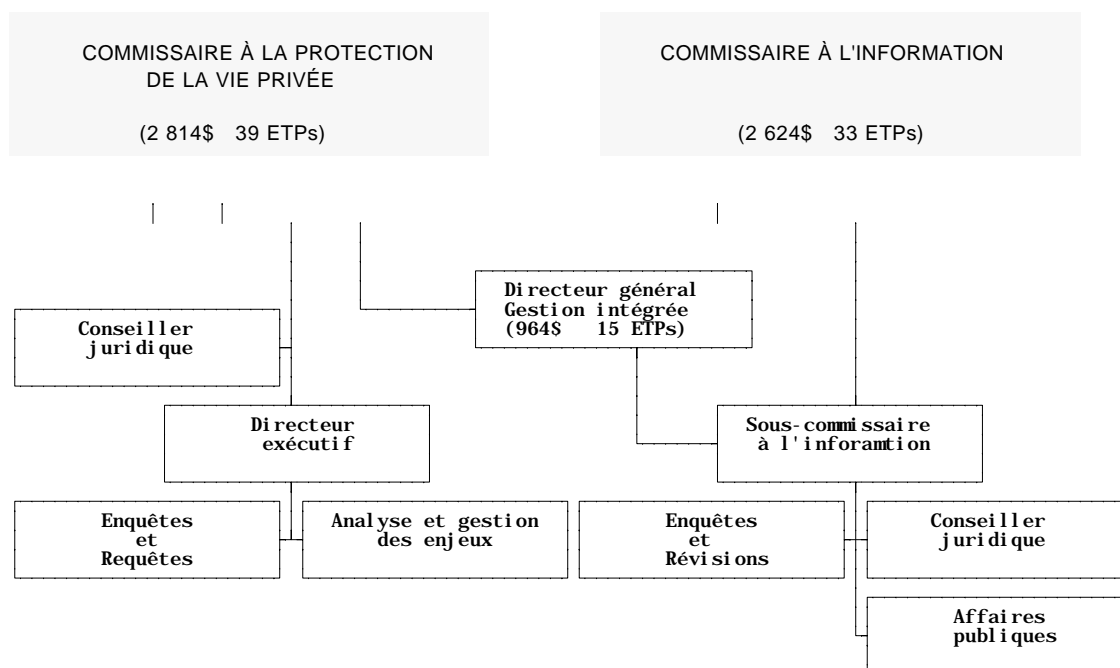 COMMISSAIRE À LA PROTECTION
DE LA VIE PRIVÉE
(2 814$ 39 ETPs)
COMMISSAIRE À L'INFORMATION
(2 624$ 33 ETPs)
Directeur général
Gestion intégrée
(964$ 15 ETPs)
Conseiller
juridique
Directeur
exécutif
Sous-commissaire
à l'inforamtion
Enquêtes
et
Requêtes
Analyse et gestion
des enjeux
Enquêtes
et
Révisions
Conseiller
juridique
Affaires
publiques